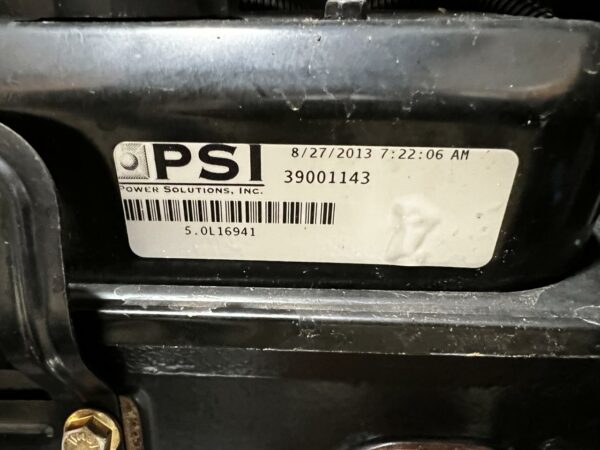 PSI
8/27/2013 7:22:06 AM
39001143
POWER SOLUTIONS, INC.
5.0L16941